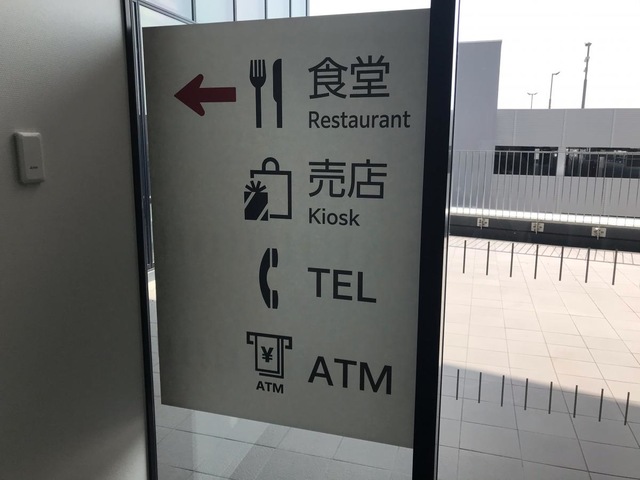 食堂
Restaurant
売店
Kiosk
TEL
¥
ATM
ATM